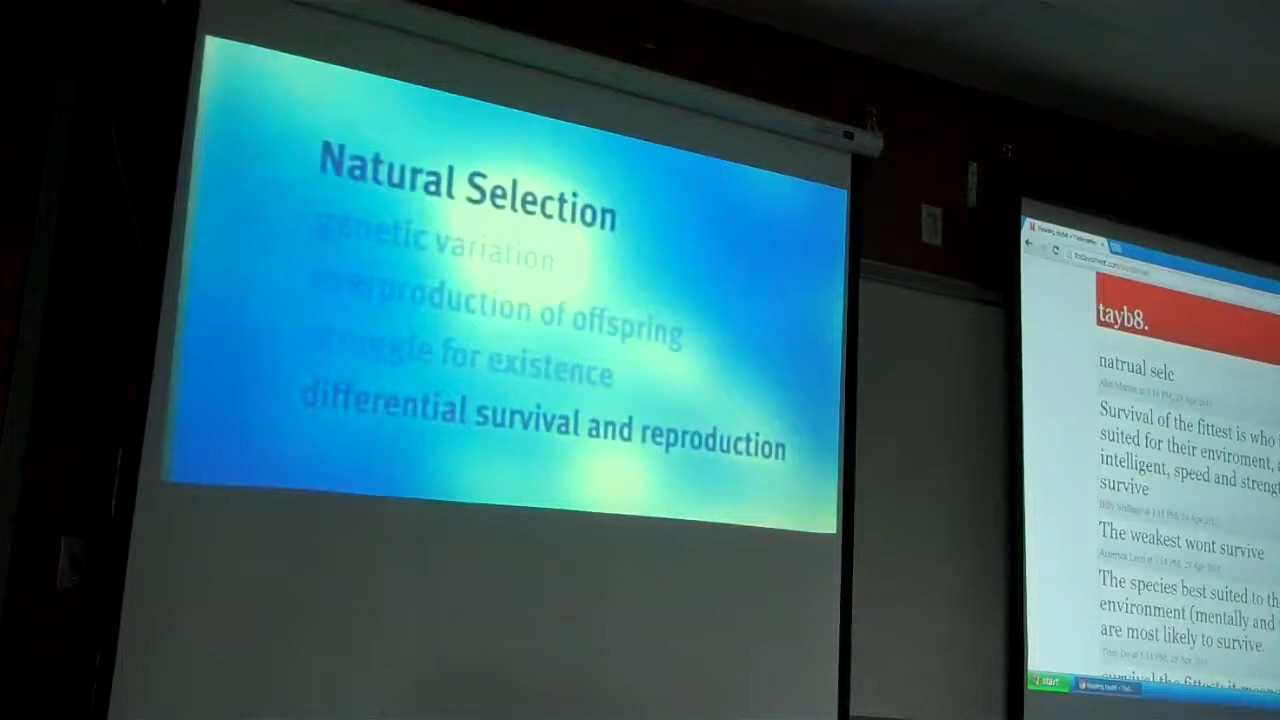 Natural Selection
genetic variation
overproduction of offspring
struggle for existence
differential survival and reproduction
tayb8.
natrual selc
Survival of the fittest is who
suited for their enviroment,
intelligent, speed and strengt
survive
The weakest wont survive
The species best suited to th
environment (mentally and
are most likely to survive.
start